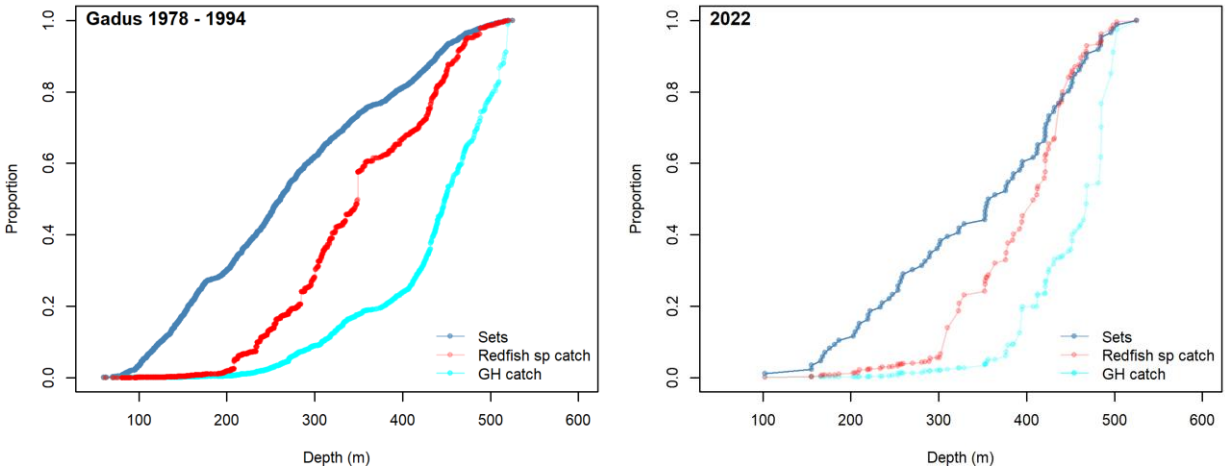 Gadus 1978 - 1994
Proportion
0.0 0.2 0.4 0.6 0.8 1.0
Sets
Redfish sp catch
GH catch
100 200 300 400 500 600
Depth (m)
2022
Proportion
0.0 0.2 0.4 0.6 0.8 1.0
Sets
Redfish sp catch
GH catch
100 200 300 400 500 600
Depth (m)